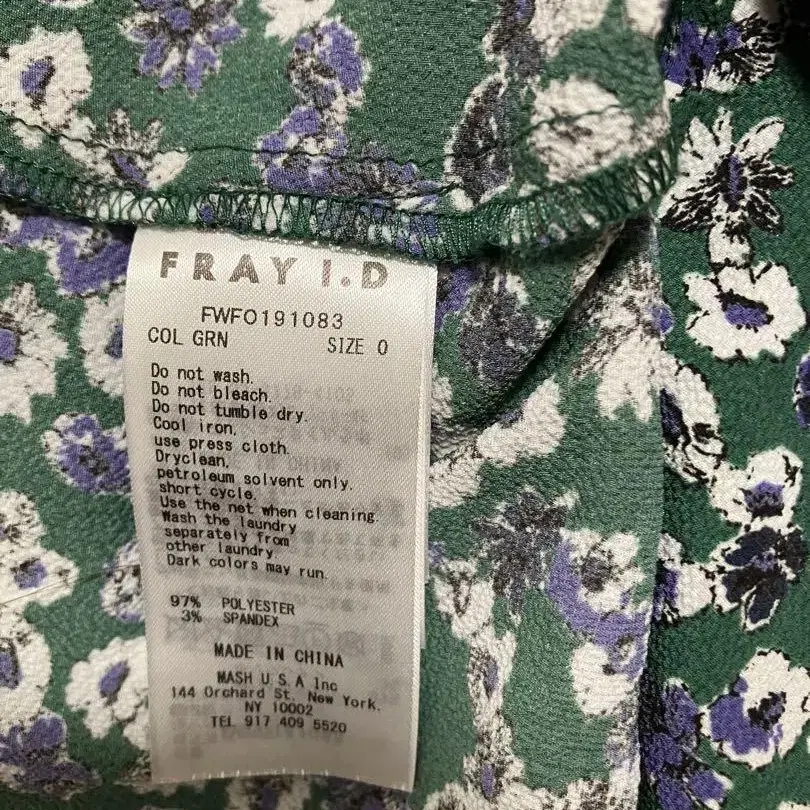 FRAY I.D
FWFO191083
COL GRN SIZE 0
Do not wash.
Do not bleach.
Do not tumble dry.
Cool iron,
use press cloth.
Dryclean,
petroleum solvent only.
short cycle.
Use the net when cleaning.
Wash the laundry
separately from
other laundry.
Dark colors may run.
97% POLYESTER
3% SPANDEX
MADE IN CHINA
MASH U S A Inc
144 Orchard St. New York.
NY 10002
TEL 917 409 5520